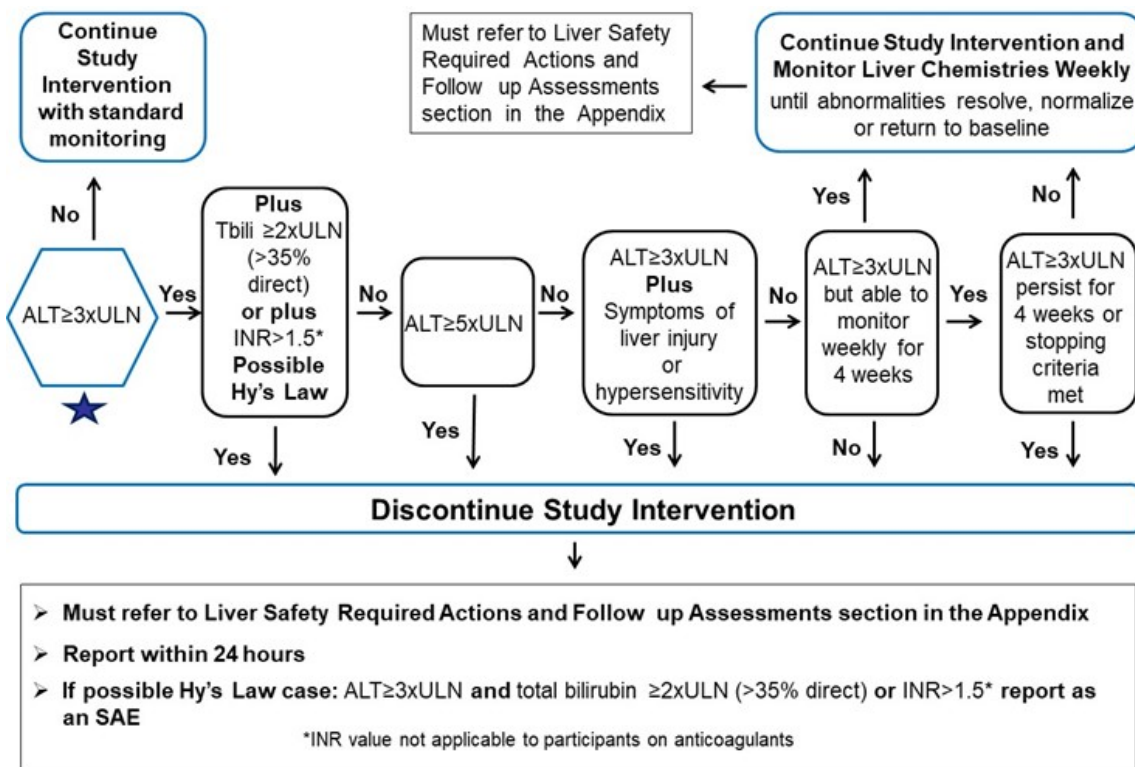 Continue
Study
Intervention
with standard
monitoring
Must refer to Liver Safety
Required Actions and
Follow up Assessments
section in the Appendix
Continue Study Intervention and
Monitor Liver Chemistries Weekly
until abnormalities resolve, normalize
or return to baseline
No
Yes
No
ALT≥3xULN
Yes
Plus
Tbili ≥2xULN
(>35%
direct)
or plus
INR>1.5*
Possible
Hy's Law
No
ALT≥5xULN
No
ALT≥3xULN
Plus
Symptoms of
liver injury
or
hypersensitivity
No
ALT≥3xULN
but able to
monitor
weekly for
4 weeks
Yes
ALT≥3xULN
persist for
4 weeks or
stopping
criteria
met
Yes
Yes
Yes
No
Yes
Discontinue Study Intervention
➢ Must refer to Liver Safety Required Actions and Follow up Assessments section in the Appendix
➢ Report within 24 hours
➢ If possible Hy's Law case: ALT≥3xULN and total bilirubin ≥2xULN (>35% direct) or INR>1.5* report as
an SAE
*INR value not applicable to participants on anticoagulants